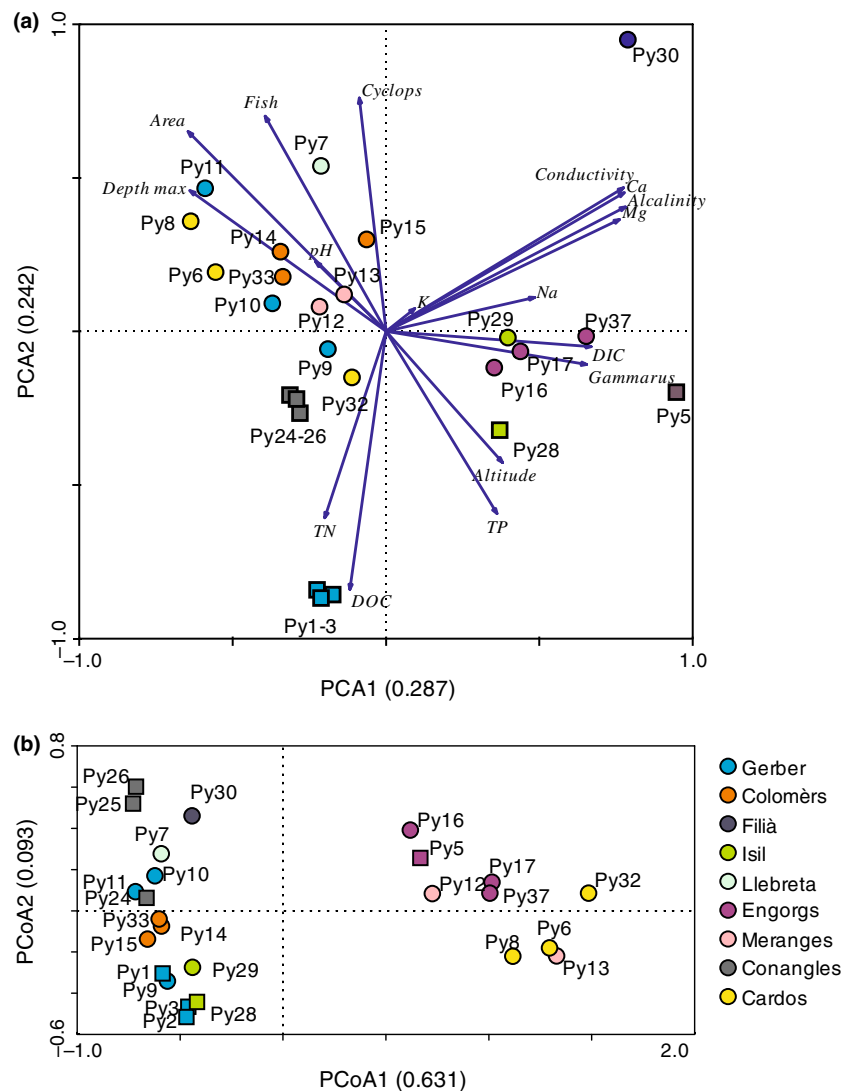 (a)
1.0
-1.0
1.0
Py30
Cyclops
Fish
Area
Py7
Py11
Conductivity
Ca
Depth max
Alcalinity
Mg
Py8
Py14
Py15
pH
Py6
Py33
Py13
Na
K
Py10
Py12
Py29
Py37
Py9
Py17
DIC
Py16
Gammarus
Py32
Py5
Py24-26
Py28
Altitude
TN
TP
DOC
Py1-3
-1.0
−1.0
1.0
PCA1 (0.287)
PCA2 (0.242)
(b)
0.8
Py26
Py25
Py30
Py7
Py16
Py5
Py10
Py11
Py12
Py17
Py32
Py24
Py37
Py33
Py14
Py6
Py15
Py8
Py13
Py1
Py29
Py9
Py3
Py28
Py2
-0.6
−1.0
2.0
PCoA1 (0.631)
PCoA2 (0.093)
Gerber
Colomèrs
Filià
Isil
Llebreta
Engorgs
Meranges
Conangles
Cardos